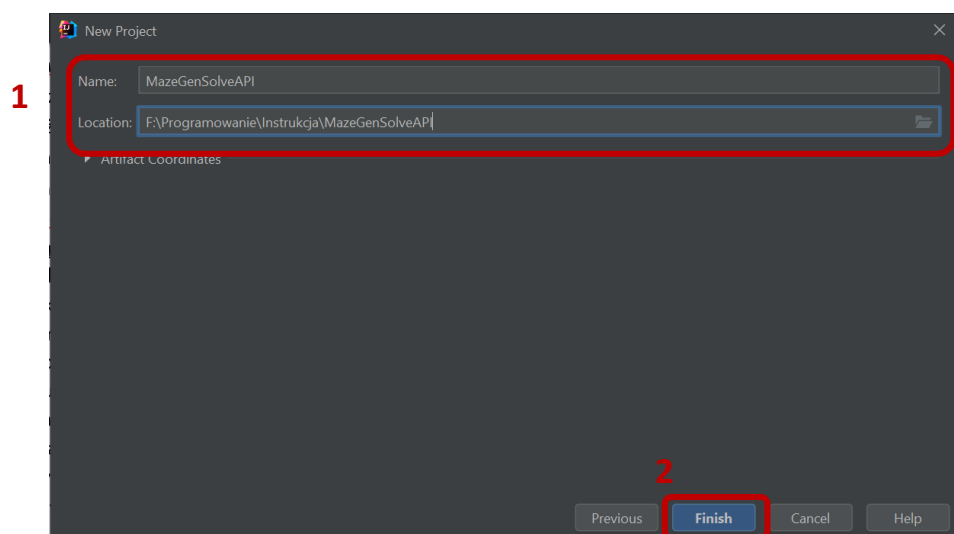 New Project
1
Name: MazeGenSolveAPI
Location: F:\Programowanie\Instrukcja\MazeGenSolveAPI
Artifact Coordinates
2
Previous Finish Cancel Help